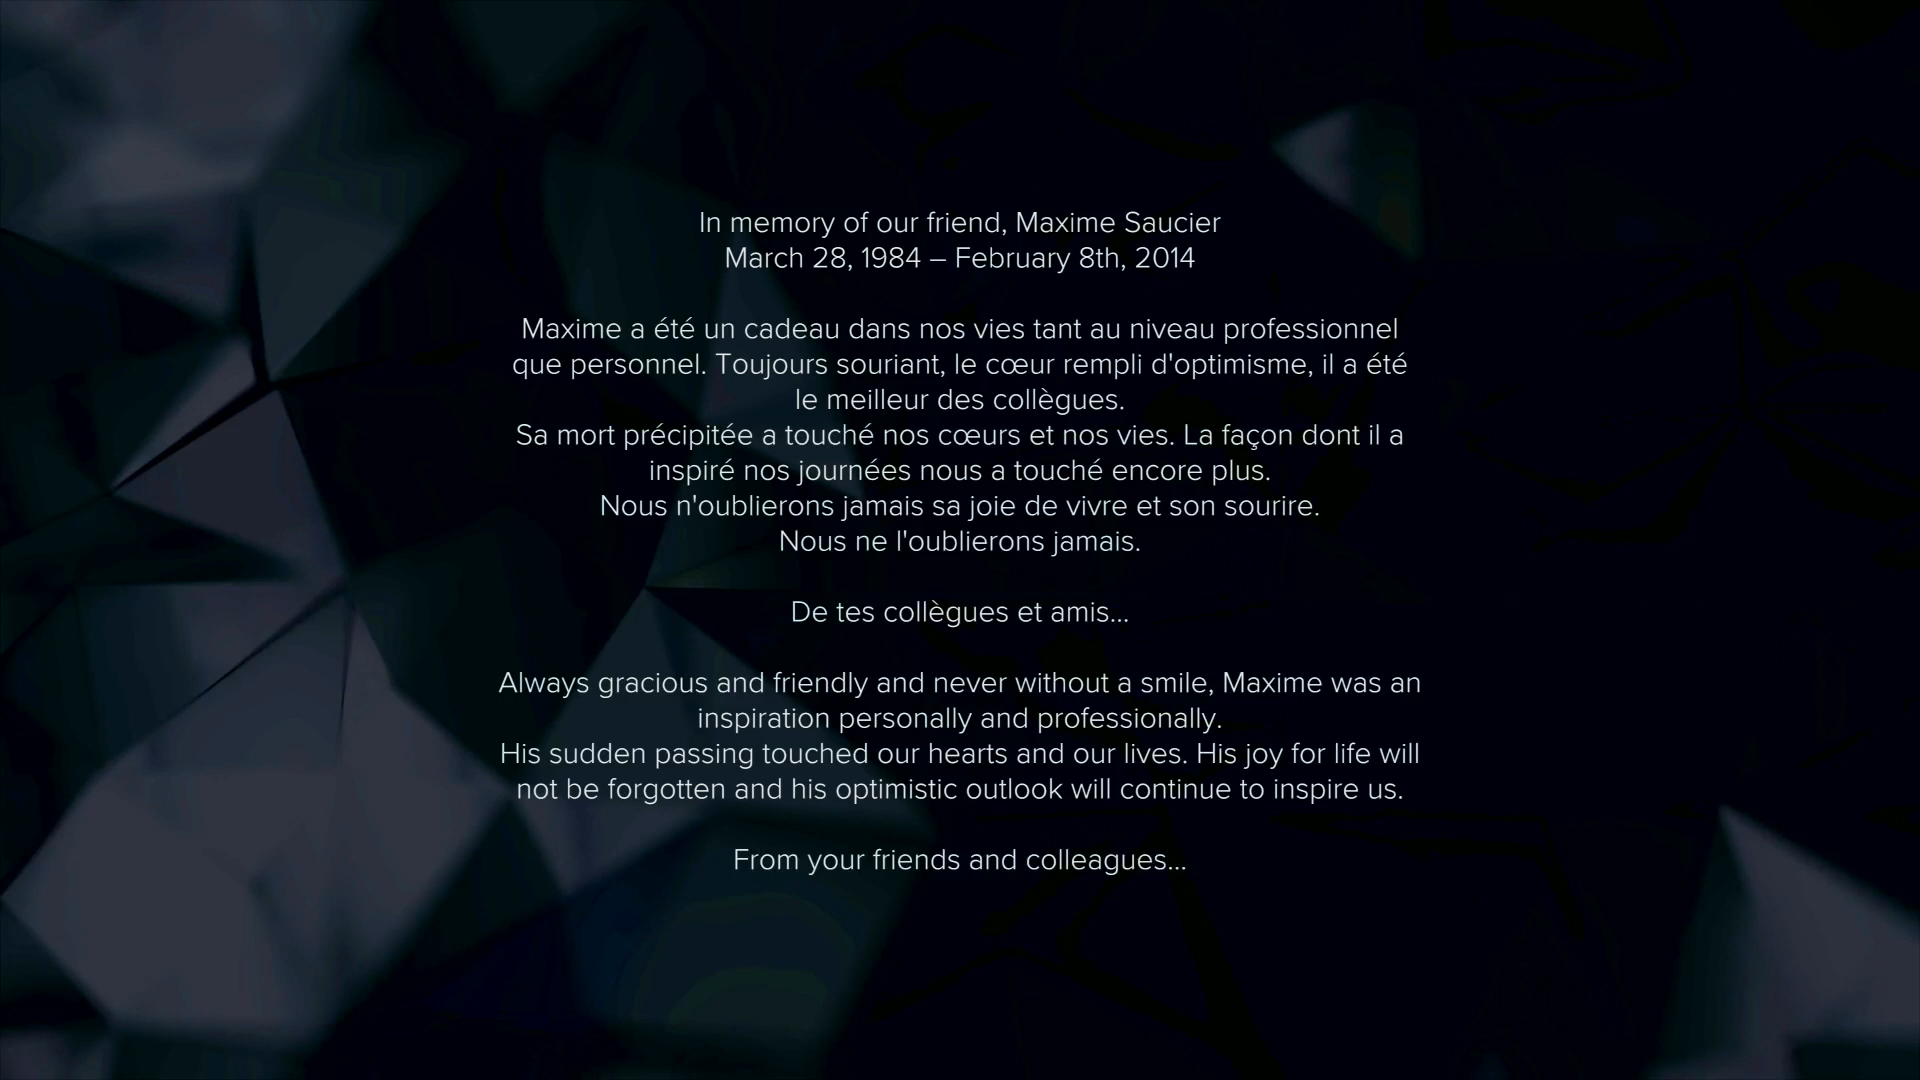 In memory of our friend, Maxime Saucier
March 28, 1984 – February 8th, 2014
Maxime a été un cadeau dans nos vies tant au niveau professionnel
que personnel. Toujours souriant, le cœur rempli d'optimisme, il a été
le meilleur des collègues.
Sa mort précipitée a touché nos cœurs et nos vies. La façon dont il a
inspiré nos journées nous a touché encore plus.
Nous n'oublierons jamais sa joie de vivre et son sourire.
Nous ne l'oublierons jamais.
De tes collègues et amis...
Always gracious and friendly and never without a smile, Maxime was an
inspiration personally and professionally.
His sudden passing touched our hearts and our lives. His joy for life will
not be forgotten and his optimistic outlook will continue to inspire us.
From your friends and colleagues...